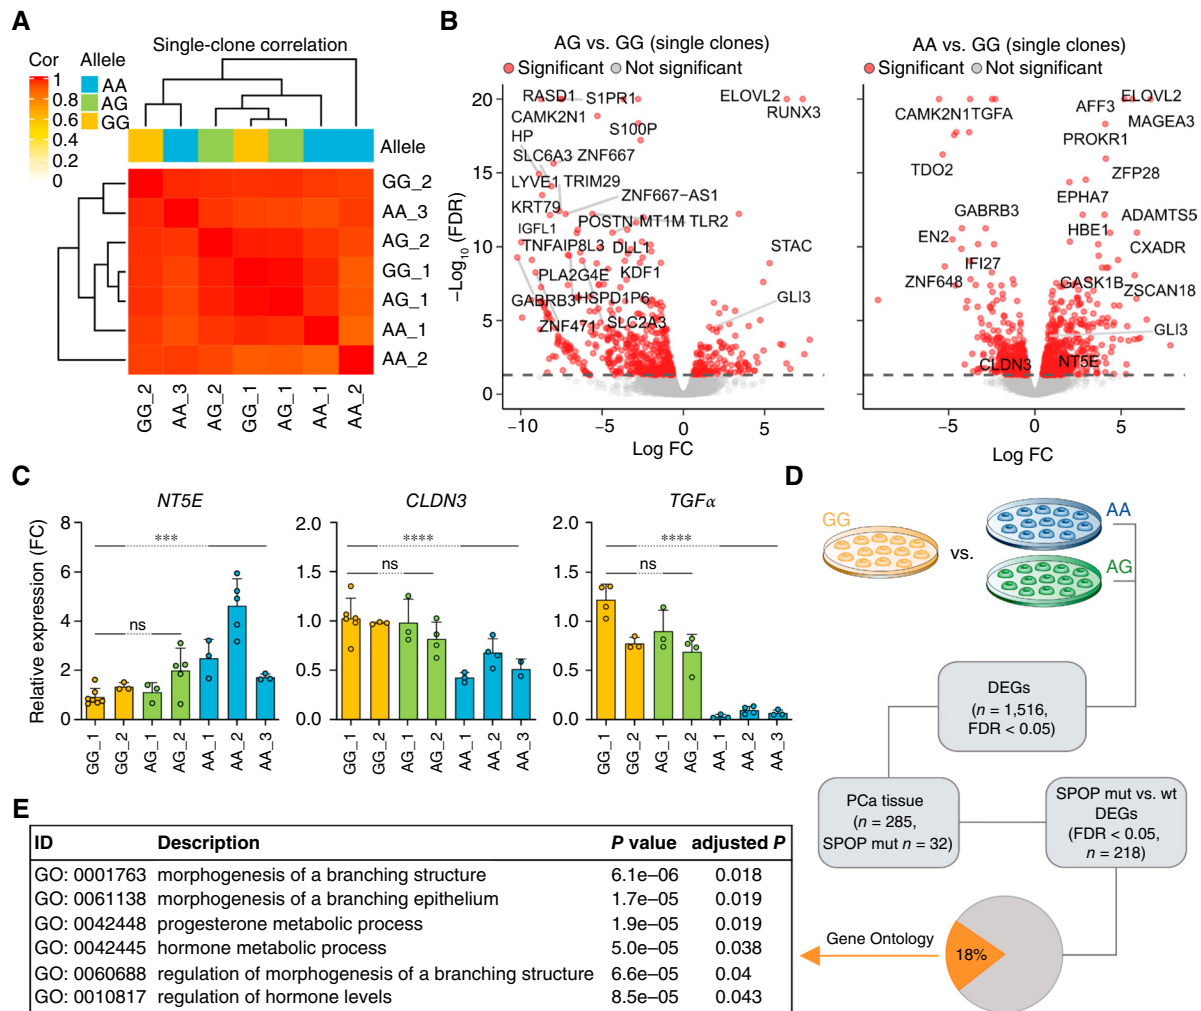 A
Single-clone correlation
Cor
Allele
1
0.8
0.6
0.4
0.2
0
AA
AG
GG
Allele
GG_2
AA_3
AG_2
GG_1
AG_1
AA_1
AA_2
GG_2
AA_3
AG_2
GG_1
AG_1
AA_1
AA_2
B
AG vs. GG (single clones)
Significant
Not significant
−Log10(FDR)
20
15
10
5
0
RASD1
S1PR1
ELOVL2
CAMK2N1
RUNX3
HP
S100P
SLC6A3
ZNF667
LYVE1
TRIM29
ZNF667−AS1
KRT79
POSTN
MT1M
TLR2
IGFL1
TNFAIP8L3
DLL1
STAC
PLA2G4E
KDF1
GABRB3
HSPD1P6
GLI3
ZNF471
SLC2A3
−10
−5
0
5
Log FC
AA vs. GG (single clones)
Significant
Not significant
ELOVL2
CAMK2N1
TGFA
AFF3
MAGEA3
PROKR1
TDO2
ZFP28
EPHA7
GABRB3
ADAMTS5
EN2
HBE1
CXADR
IFI27
ZNF648
GASK1B
ZSCAN18
GLI3
CLDN3
NT5E
−5
0
5
Log FC
C
Relative expression (FC)
NT5E
8
6
4
2
0
***
ns
GG_1
GG_2
AG_1
AG_2
AA_1
AA_2
AA_3
CLDN3
2.0
1.5
1.0
0.5
0.0
****
ns
GG_1
GG_2
AG_1
AG_2
AA_1
AA_2
AA_3
TGFα
2.0
1.5
1.0
0.5
0.0
****
ns
GG_1
GG_2
AG_1
AG_2
AA_1
AA_2
AA_3
D
GG
vs.
AA
AG
DEGs
(n = 1,516,
FDR < 0.05)
PCa tissue
(n = 285,
SPOP mut n = 32)
SPOP mut vs. wt
DEGs
(FDR < 0.05,
n = 218)
Gene Ontology
18%
E
ID Description P value adjusted P
GO: 0001763 morphogenesis of a branching structure 6.1e–06 0.018
GO: 0061138 morphogenesis of a branching epithelium 1.7e–05 0.019
GO: 0042448 progesterone metabolic process 1.9e–05 0.019
GO: 0042445 hormone metabolic process 5.0e–05 0.038
GO: 0060688 regulation of morphogenesis of a branching structure 6.6e–05 0.04
GO: 0010817 regulation of hormone levels 8.5e–05 0.043